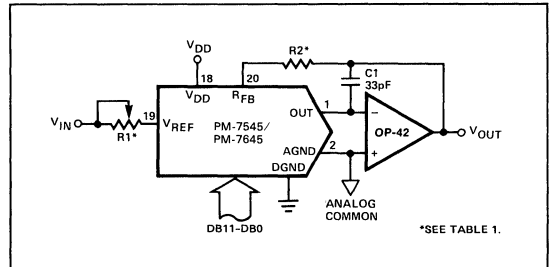 VDD
18
20
R2*
C1
33pF
VDD
RFB
VIN
19
VREF
R1*
PM-7545/
PM-7645
OUT
1
−
OP-42
+
VOUT
AGND
2
DGND
ANALOG
COMMON
DB11-DB0
*SEE TABLE 1.